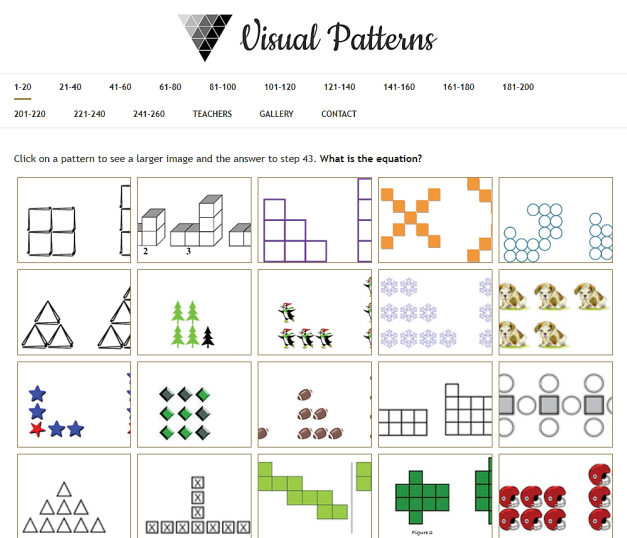 Visual Patterns
1-20 21-40 41-60 61-80 81-100 101-120 121-140 141-160 161-180 181-200
201-220 221-240 241-260 TEACHERS GALLERY CONTACT
Click on a pattern to see a larger image and the answer to step 43. What is the equation?
2 3
X
X
X
X X X X X X X
Figure 2